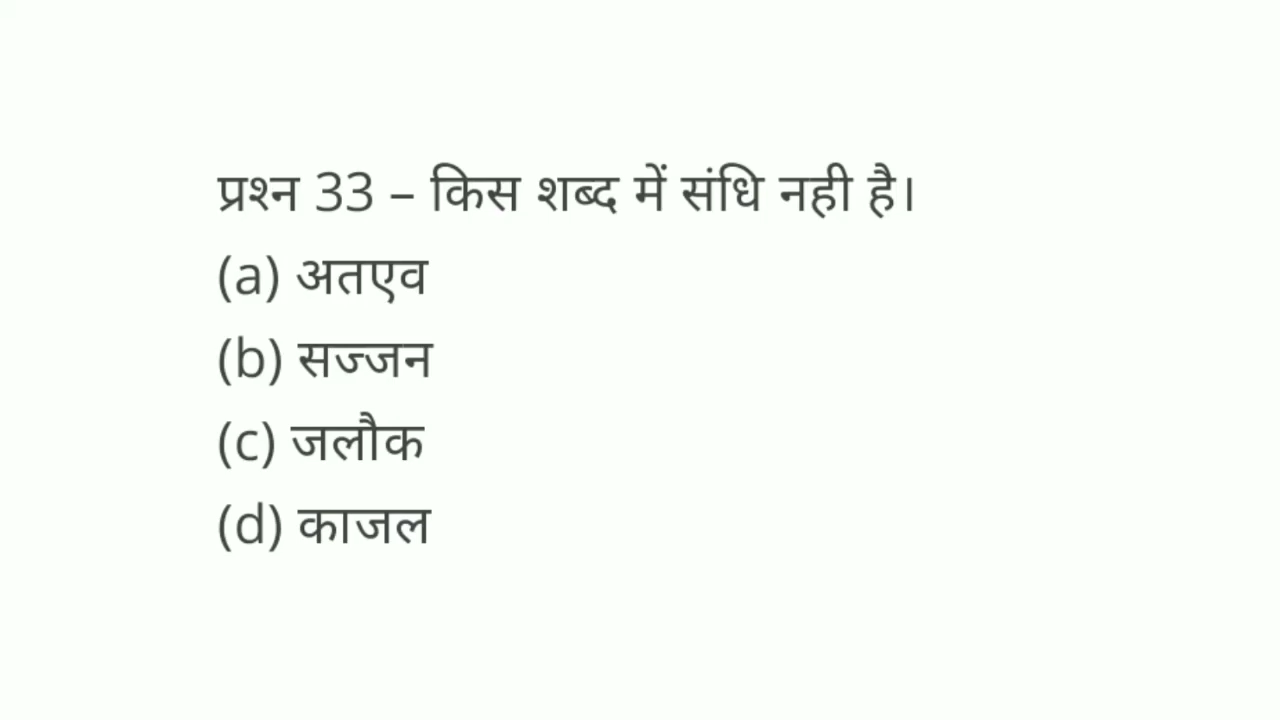 प्रश्न 33 – किस शब्द में संधि नही है।
(a) अतएव
(b) सज्जन
(c) जलौक
(d) काजल